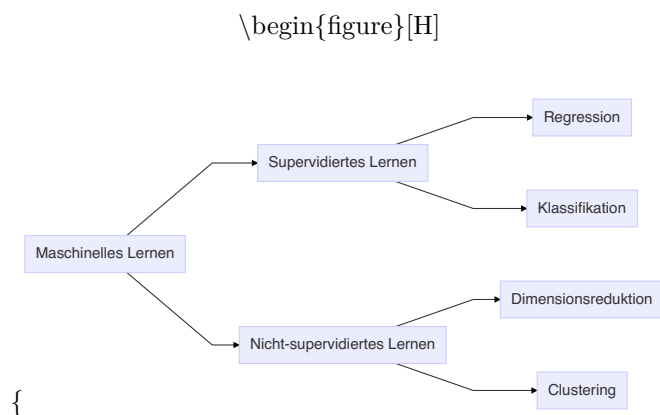 \begin{figure}[H]
Regression
Supervidiertes Lernen
Klassifikation
Maschinelles Lernen
Dimensionsreduktion
Nicht-supervidiertes Lernen
Clustering
{